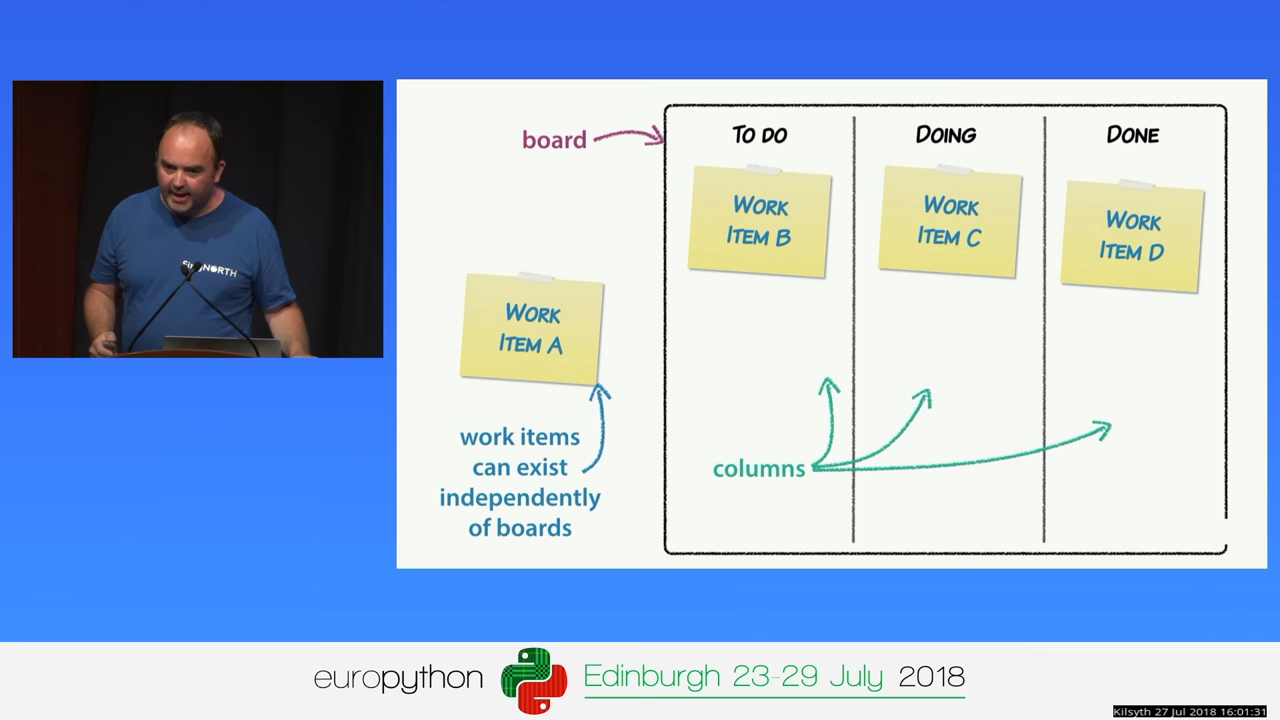 board
TO DO
DOING
DONE
WORK
ITEM B
WORK
ITEM C
WORK
ITEM D
WORK
ITEM A
work items
can exist
independently
of boards
columns
europython
Edinburgh 23-29 July 2018
Kilsyth 27 Jul 2018 16:01:31